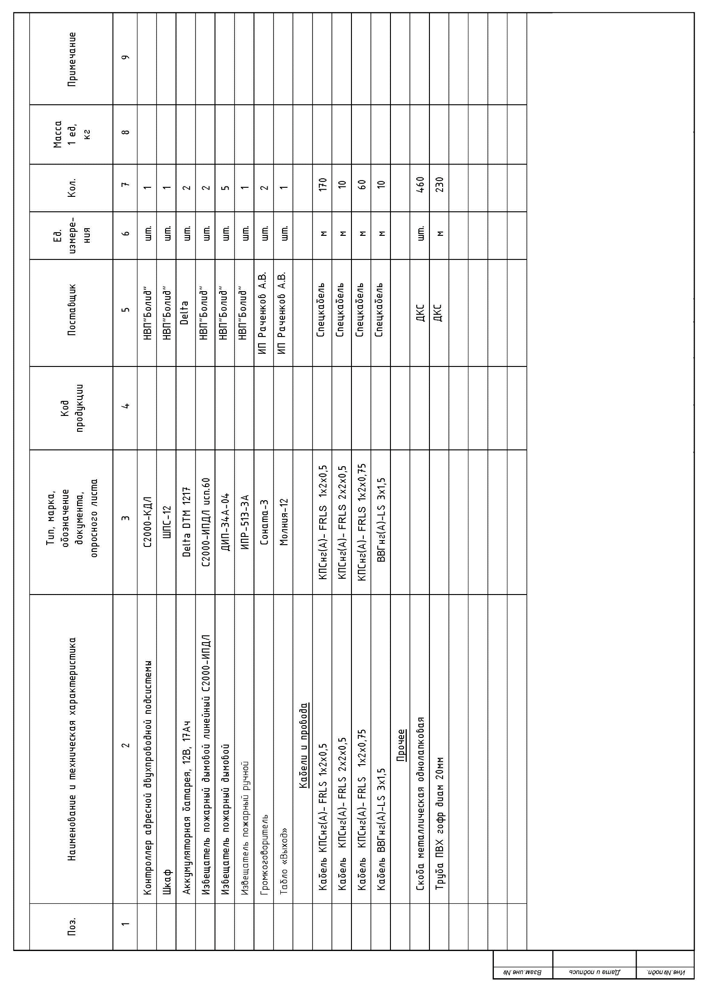 Поз.
Наименование и техническая характеристика
Тип, марка,
обозначение
документа,
опросного листа
Код
продукции
Поставщик
Ед.
измере-
ния
Кол.
Масса
1 ед,
кг
Примечание
1 2 3 4 5 6 7 8 9
Контроллер адресной двухпроводной подсистемы С2000-КДЛ НВП"Болид" шт. 1
Шкаф ШПС-12 НВП"Болид" шт. 1
Аккумуляторная батарея, 12В, 17Ач Delta DTM 1217 Delta шт. 2
Извещатель пожарный дымовой линейный С2000-ИПДЛ С2000-ИПДЛ исп.60 НВП"Болид" шт. 2
Извещатель пожарный дымовой ДИП-34А-04 НВП"Болид" шт. 5
Извещатель пожарный ручной ИПР-513-3А НВП"Болид" шт. 1
Громкоговоритель Соната-3 ИП Раченков А.В. шт. 2
Табло «Выход» Молния-12 ИП Раченков А.В. шт. 1
Кабели и провода
Кабель КПСнг(А)- FRLS 1х2х0,5 КПСнг(А)- FRLS 1х2х0,5 Спецкабель м 170
Кабель КПСнг(А)- FRLS 2х2х0,5 КПСнг(А)- FRLS 2х2х0,5 Спецкабель м 10
Кабель КПСнг(А)- FRLS 1х2х0,75 КПСнг(А)- FRLS 1х2х0,75 Спецкабель м 60
Кабель ВВГнг(А)-LS 3х1,5 ВВГнг(А)-LS 3х1,5 Спецкабель м 10
Прочее
Скоба металлическая однолапковая ДКС шт. 460
Труба ПВХ гофр диам 20мм ДКС м 230
Взам.инв.№
Дата и подпись
Инв.№подп.